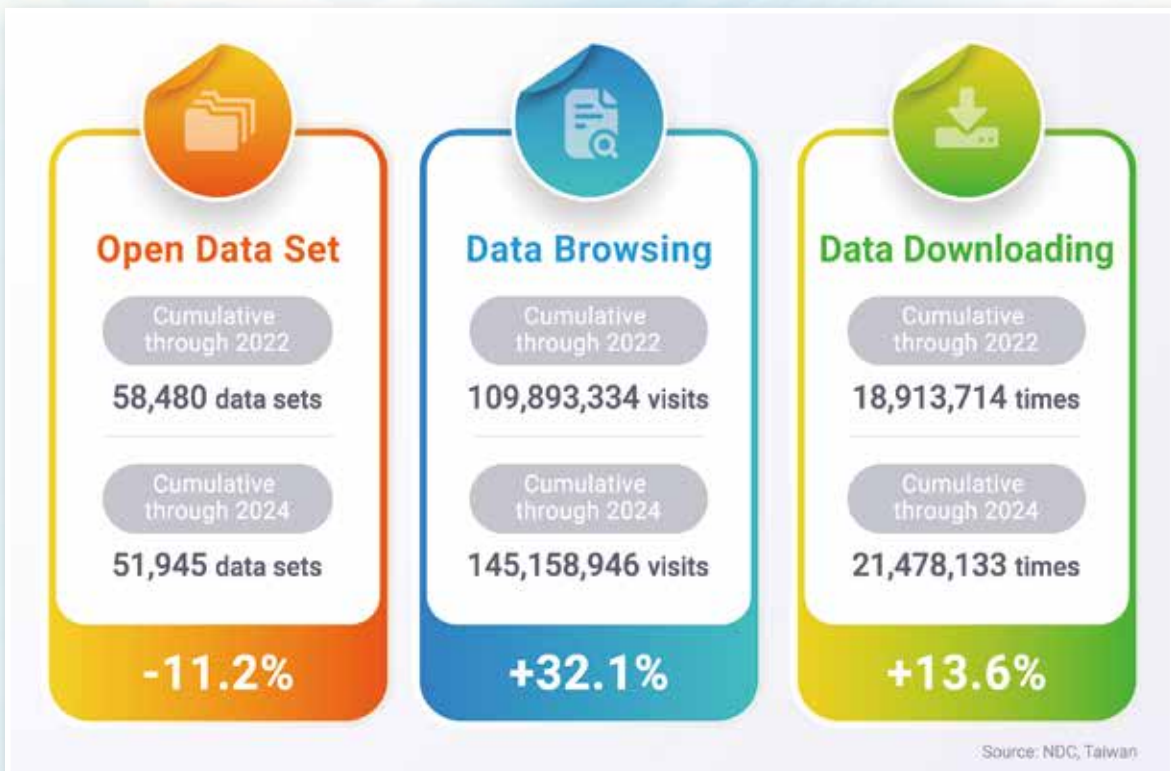 Open Data Set
Cumulative
through 2022
58,480 data sets
Cumulative
through 2024
51,945 data sets
-11.2%
Data Browsing
Cumulative
through 2022
109,893,334 visits
Cumulative
through 2024
145,158,946 visits
+32.1%
Data Downloading
Cumulative
through 2022
18,913,714 times
Cumulative
through 2024
21,478,133 times
+13.6%
Source: NDC, Taiwan